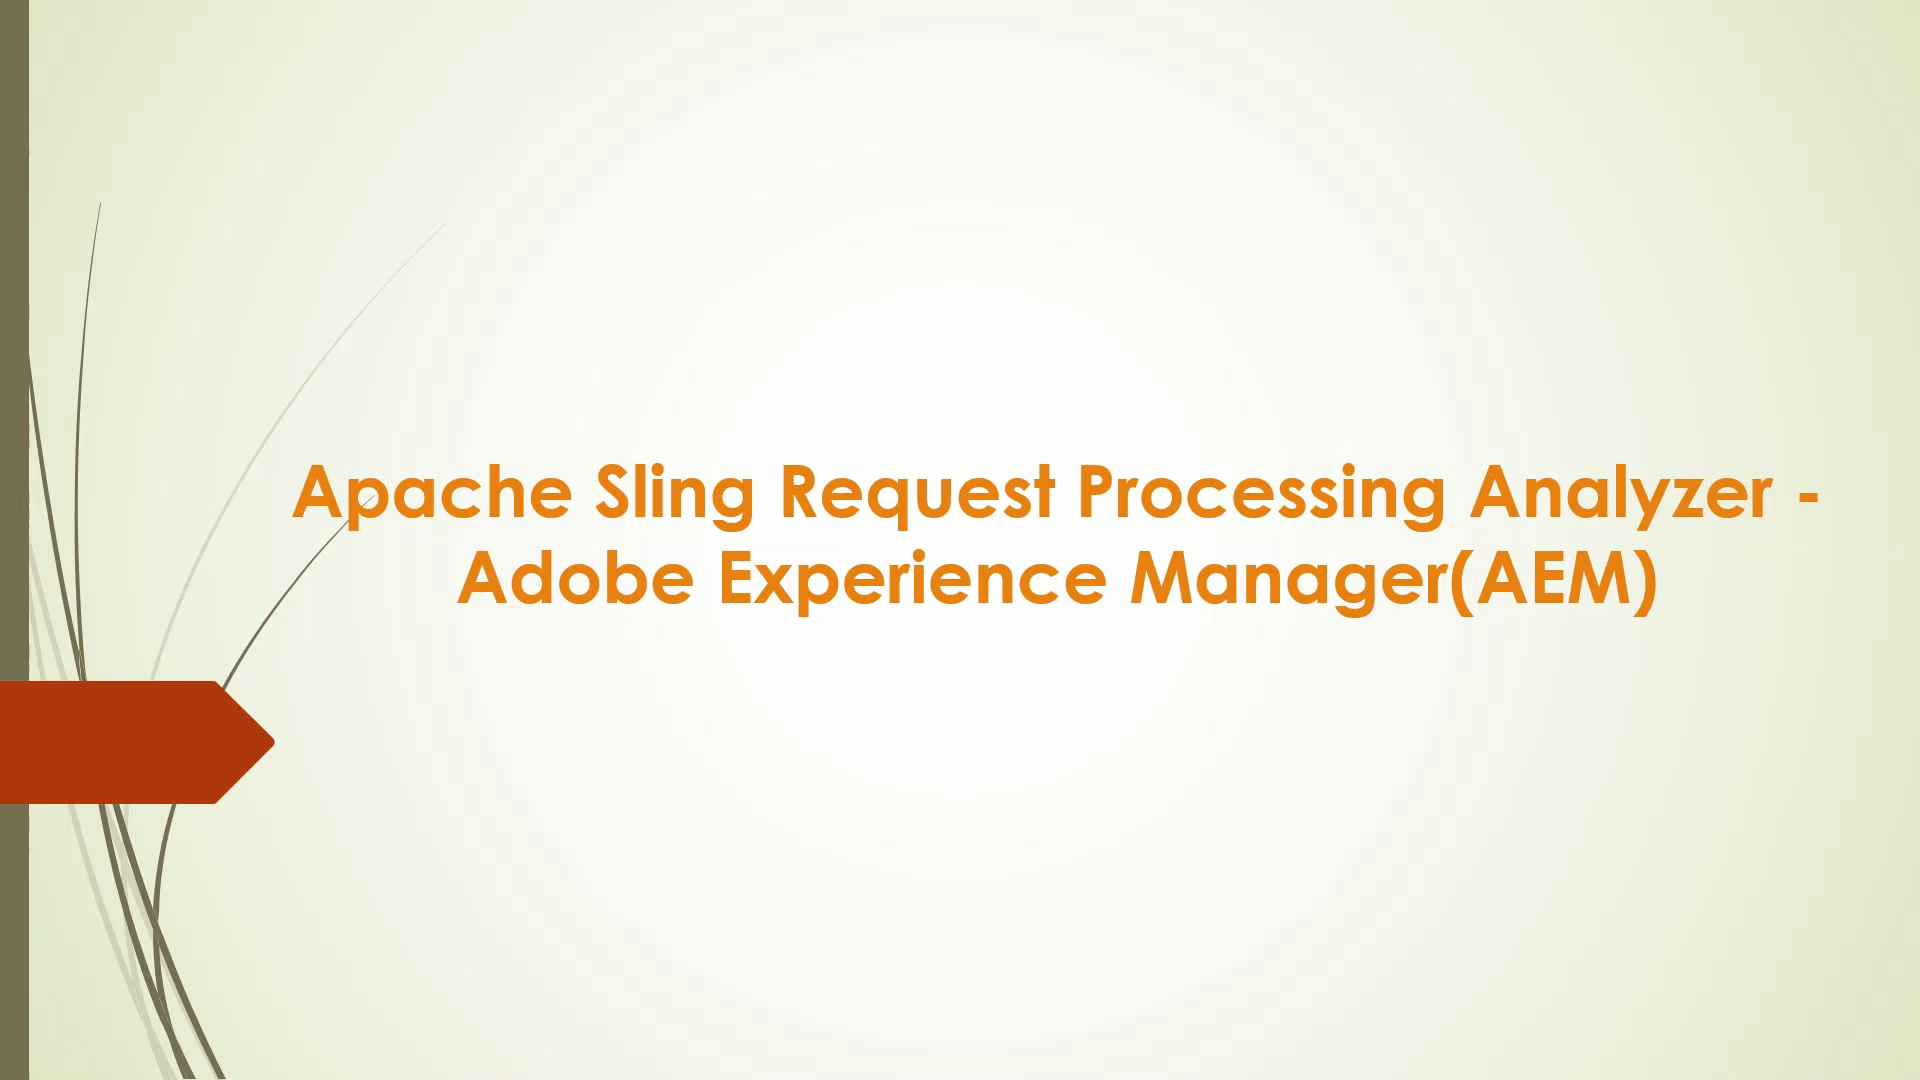 Apache Sling Request Processing Analyzer -
Adobe Experience Manager(AEM)